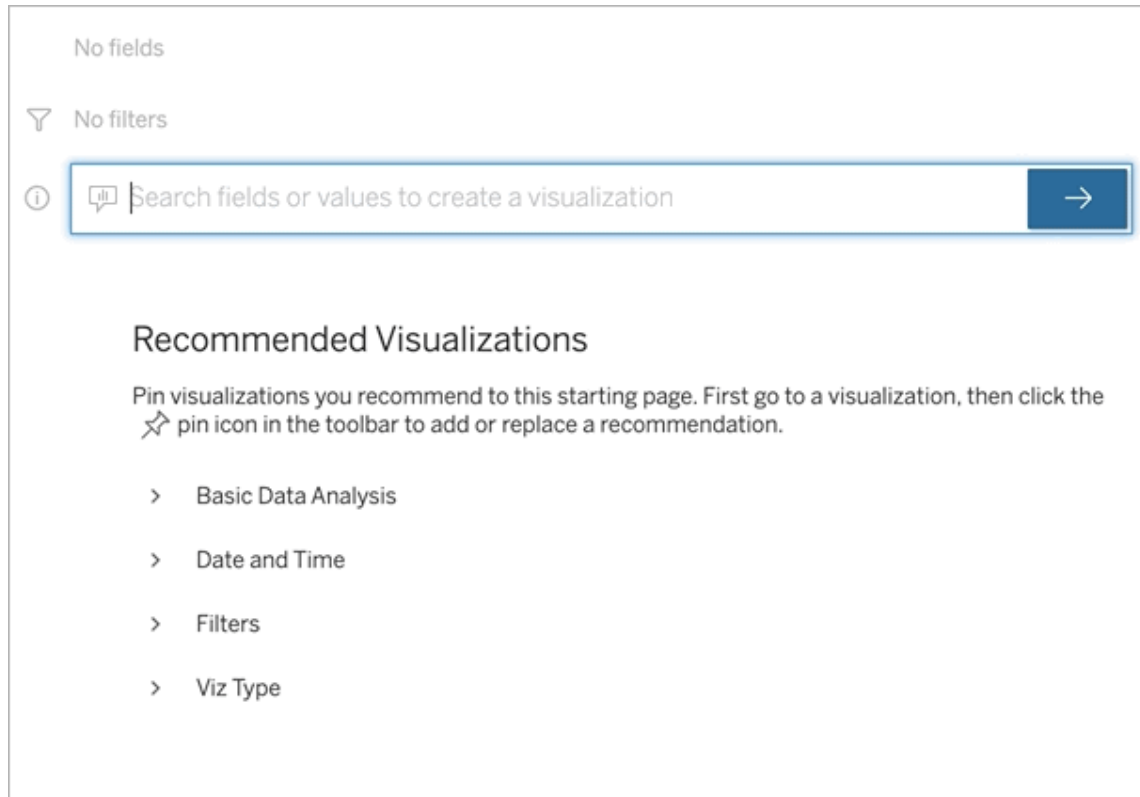 No fields
No filters
Search fields or values to create a visualization
Recommended Visualizations
Pin visualizations you recommend to this starting page. First go to a visualization, then click the
pin icon in the toolbar to add or replace a recommendation.
Basic Data Analysis
Date and Time
Filters
Viz Type